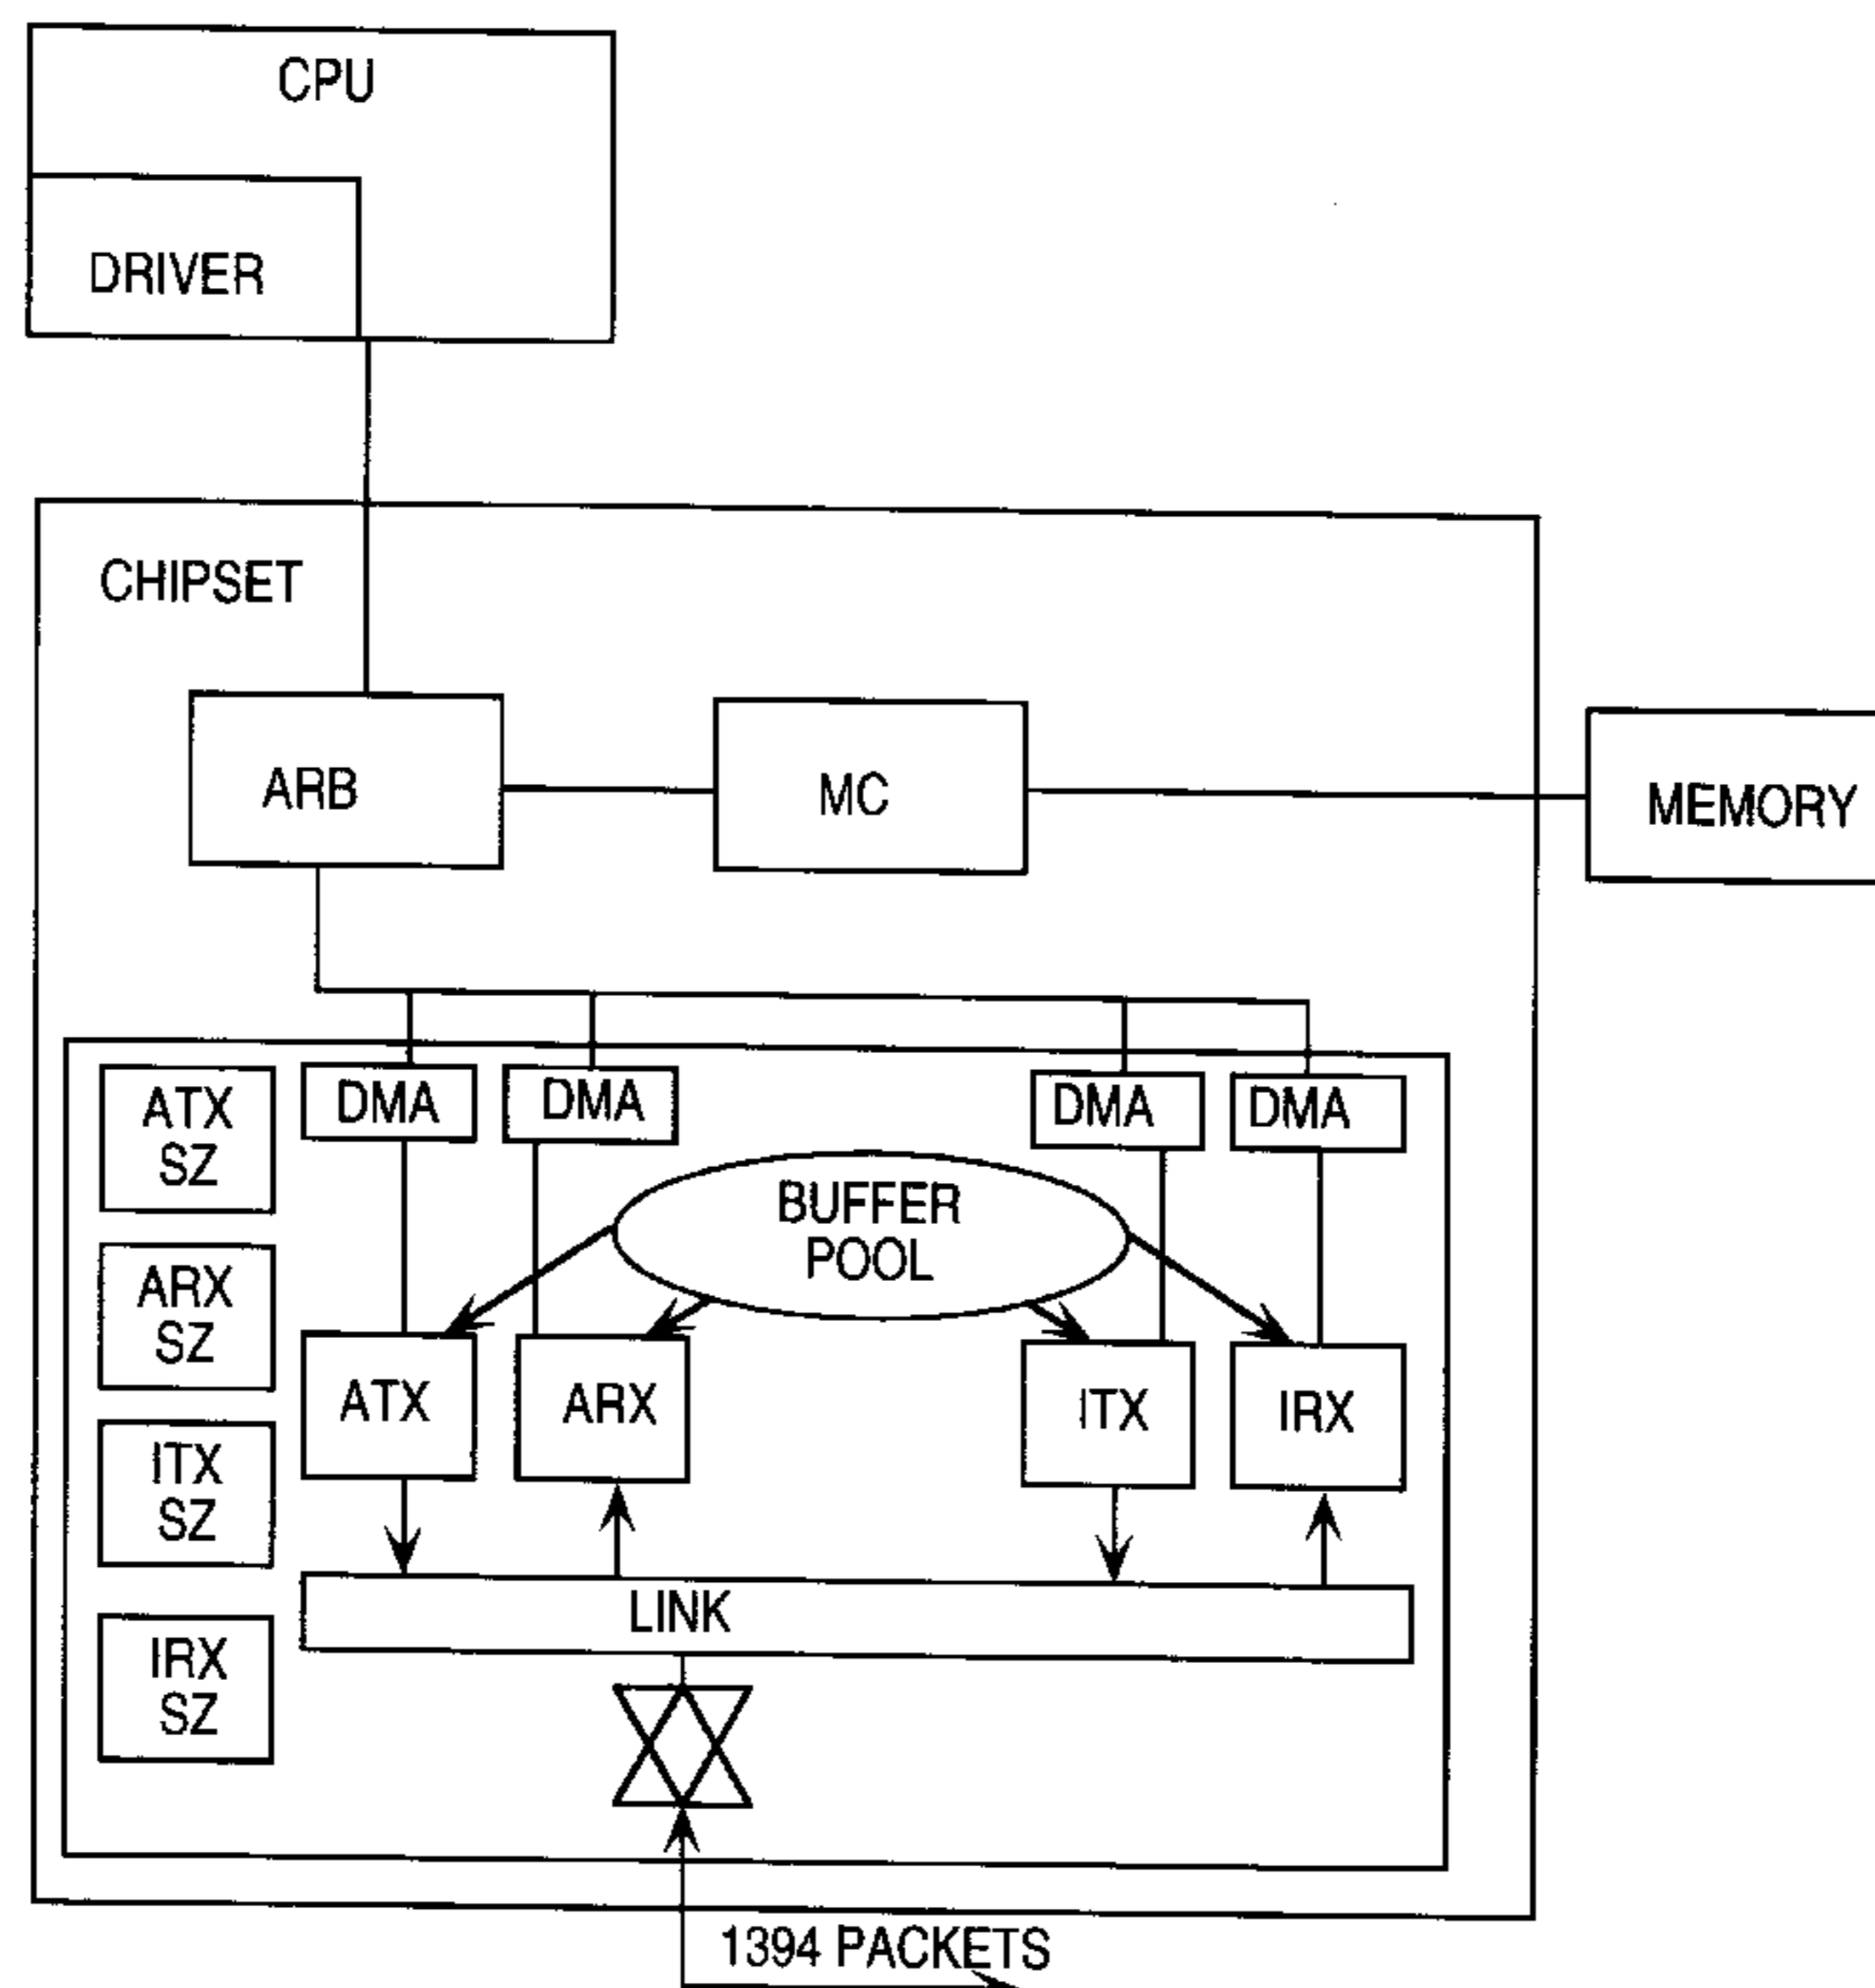 CPU
DRIVER
CHIPSET
ARB
MC
MEMORY
ATX
SZ
DMA
DMA
DMA
DMA
BUFFER
POOL
ARX
SZ
ATX
ARX
ITX
IRX
ITX
SZ
LINK
IRX
SZ
1394 PACKETS